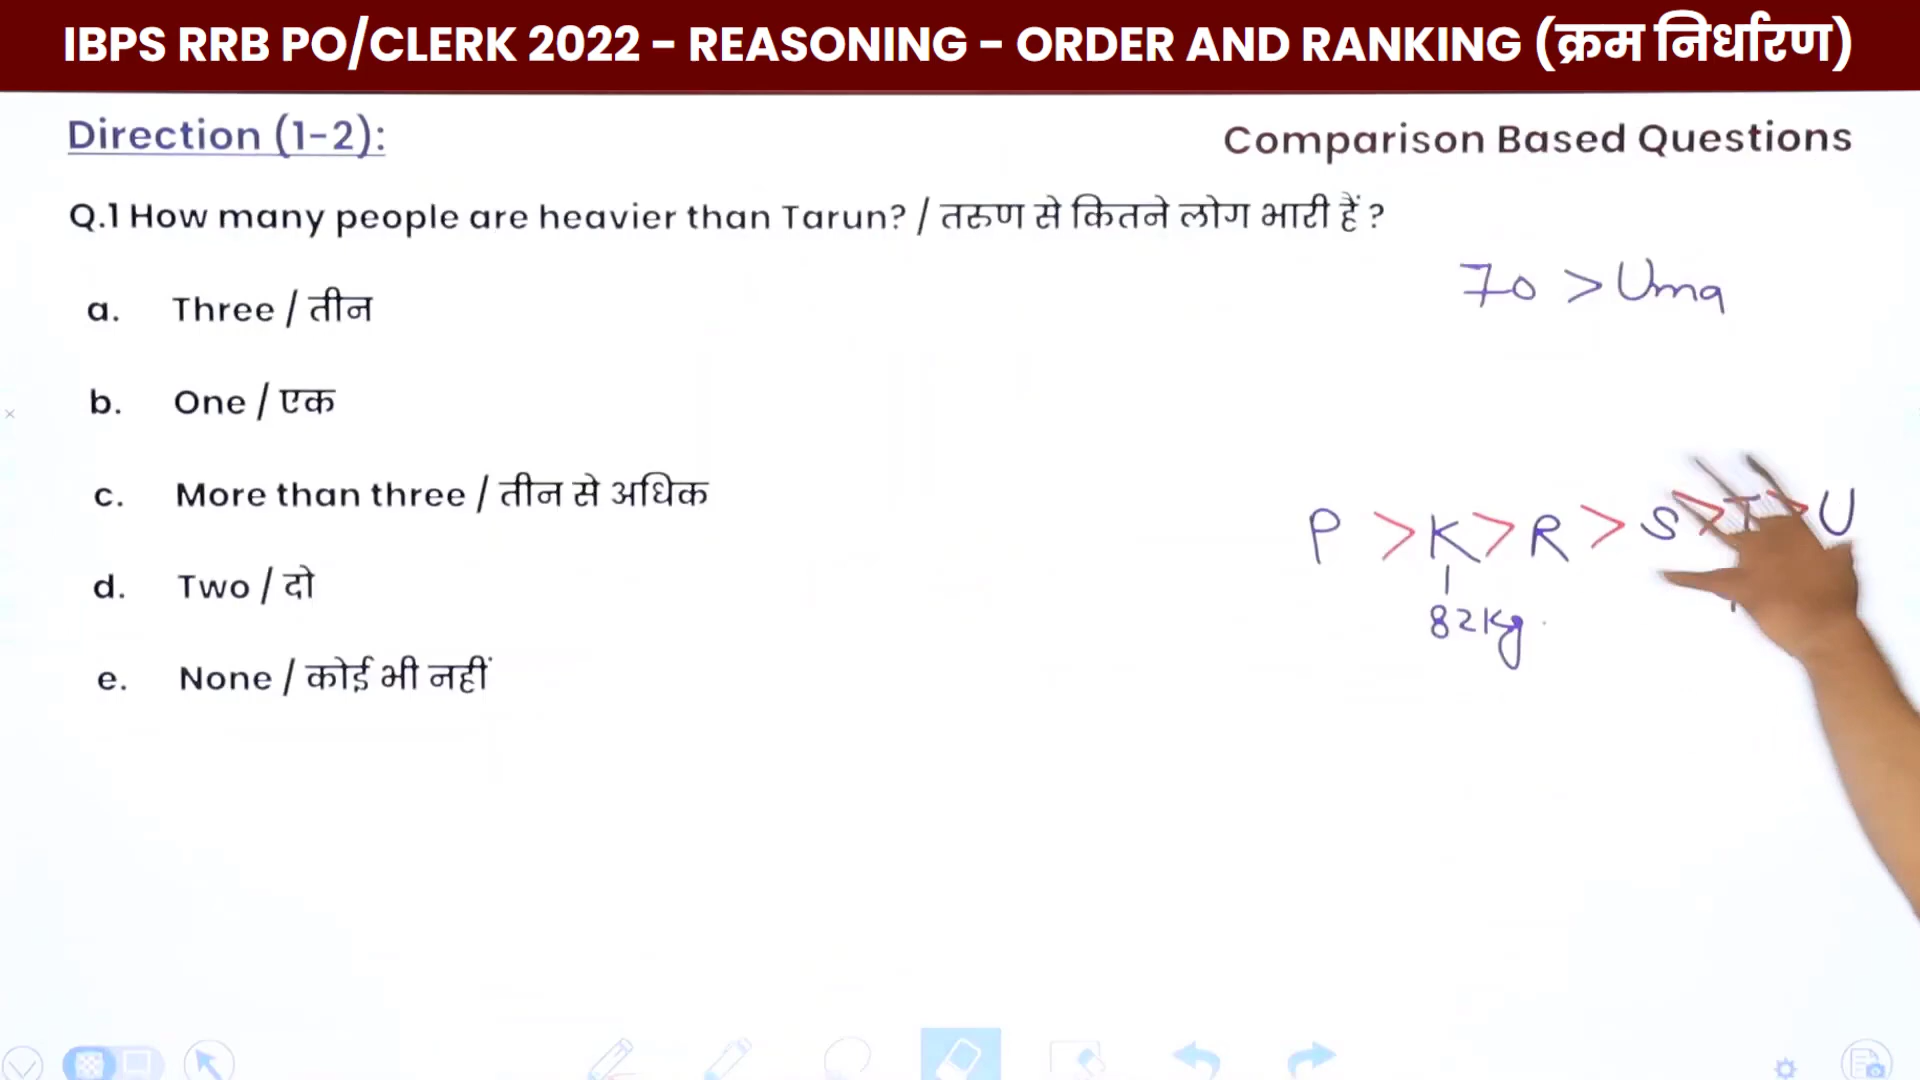 IBPS RRB PO/CLERK 2022 - REASONING - ORDER AND RANKING (क्रम निर्धारण)
Direction (1-2):
Comparison Based Questions
Q.1 How many people are heavier than Tarun? / तरुण से कितने लोग भारी हैं ?
70 > Uma
a. Three / तीन
b. One / एक
c. More than three / तीन से अधिक
P > K > R > S > T > U
82kg
d. Two / दो
e. None / कोई भी नहीं